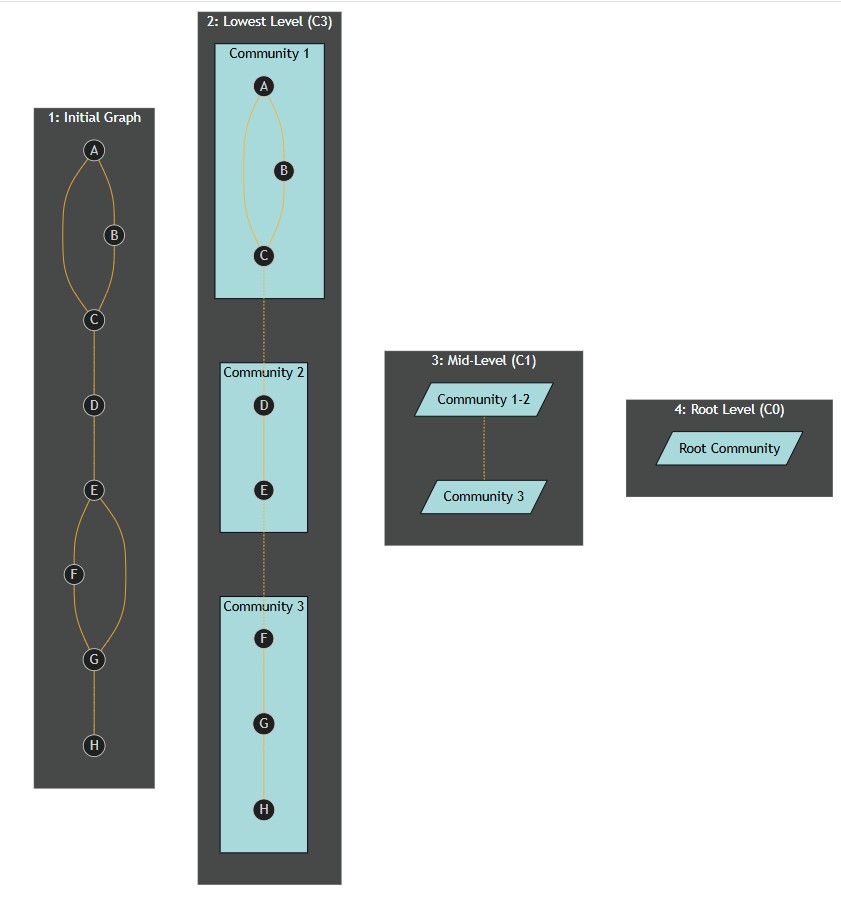 1: Initial Graph
A
B
C
D
E
F
G
H
2: Lowest Level (C3)
Community 1
A
B
C
Community 2
D
E
Community 3
F
G
H
3: Mid-Level (C1)
Community 1-2
Community 3
4: Root Level (C0)
Root Community